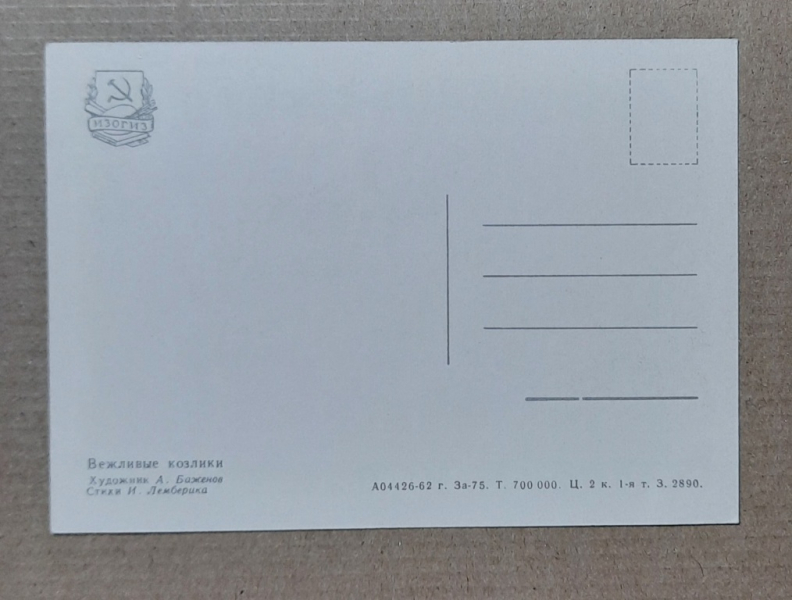 ИЗОГИЗ
Вежливые козлики
Художник А. Баженов
Стихи И. Лемберика
А04426-62 г. За-75. Т. 700 000. Ц. 2 к. 1-я т. З. 2890.